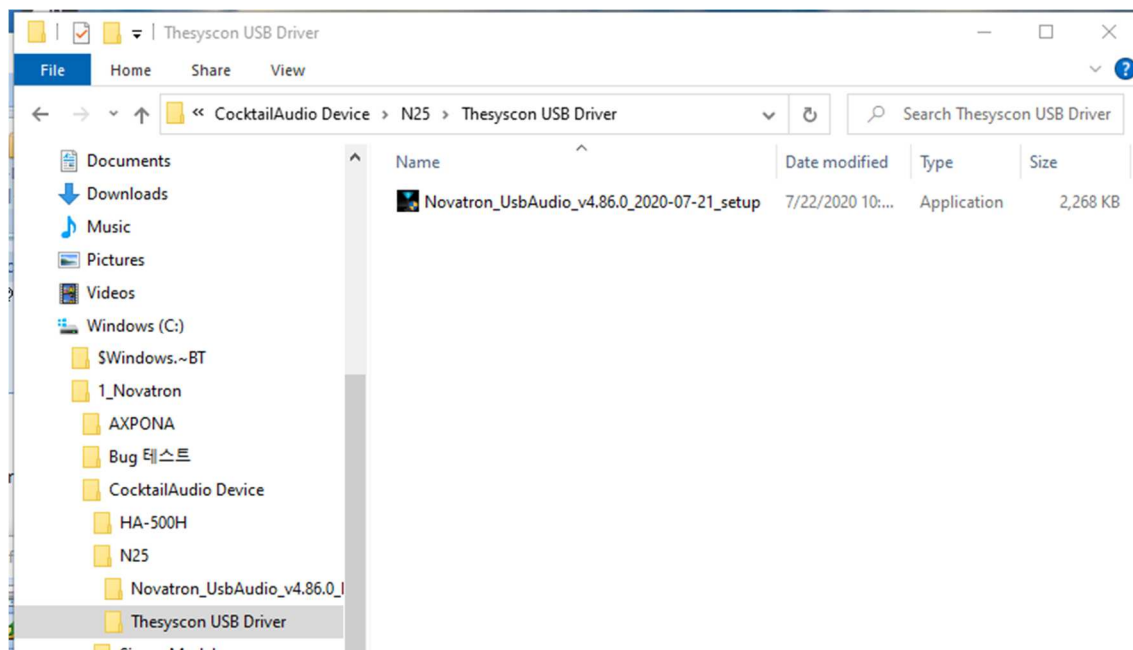 Thesyscon USB Driver
File Home Share View
« CocktailAudio Device › N25 › Thesyscon USB Driver
Search Thesyscon USB Driver
Name Date modified Type Size
Novatron_UsbAudio_v4.86.0_2020-07-21_setup 7/22/2020 10:... Application 2,268 KB
Documents
Downloads
Music
Pictures
Videos
Windows (C:)
$Windows.~BT
1_Novatron
AXPONA
Bug 테스트
CocktailAudio Device
HA-500H
N25
Novatron_UsbAudio_v4.86.0_
Thesyscon USB Driver